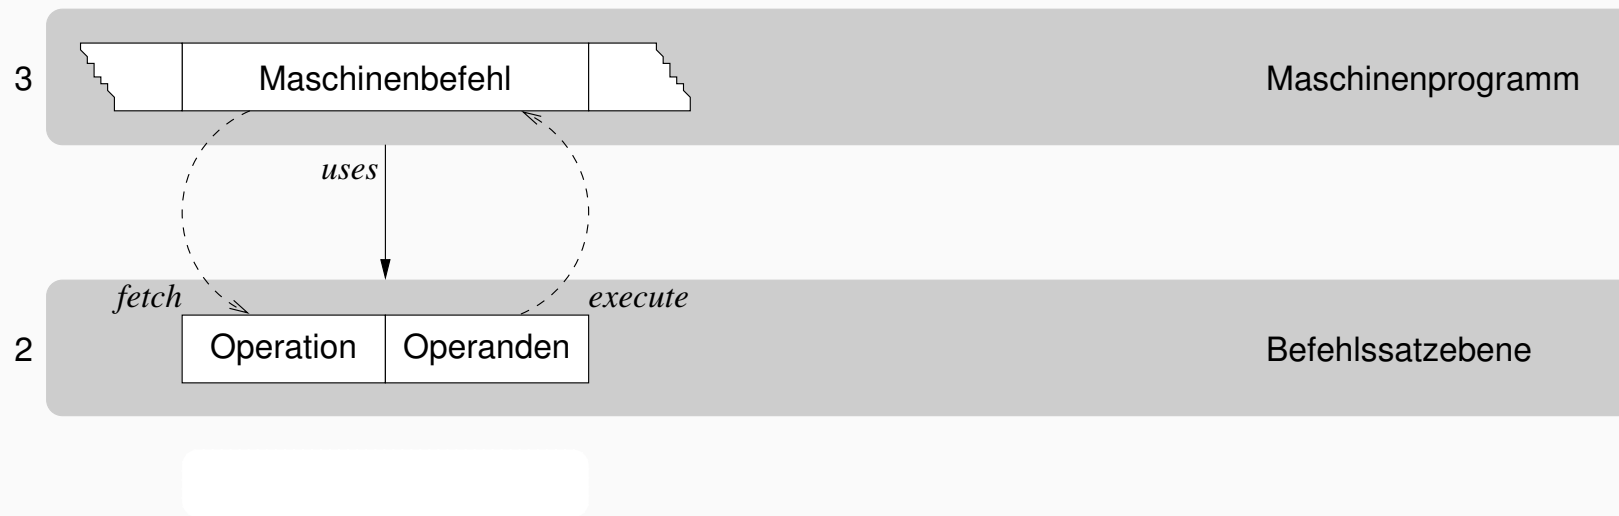 3 Maschinenbefehl Maschinenprogramm
uses
fetch execute
2 Operation Operanden Befehlssatzebene